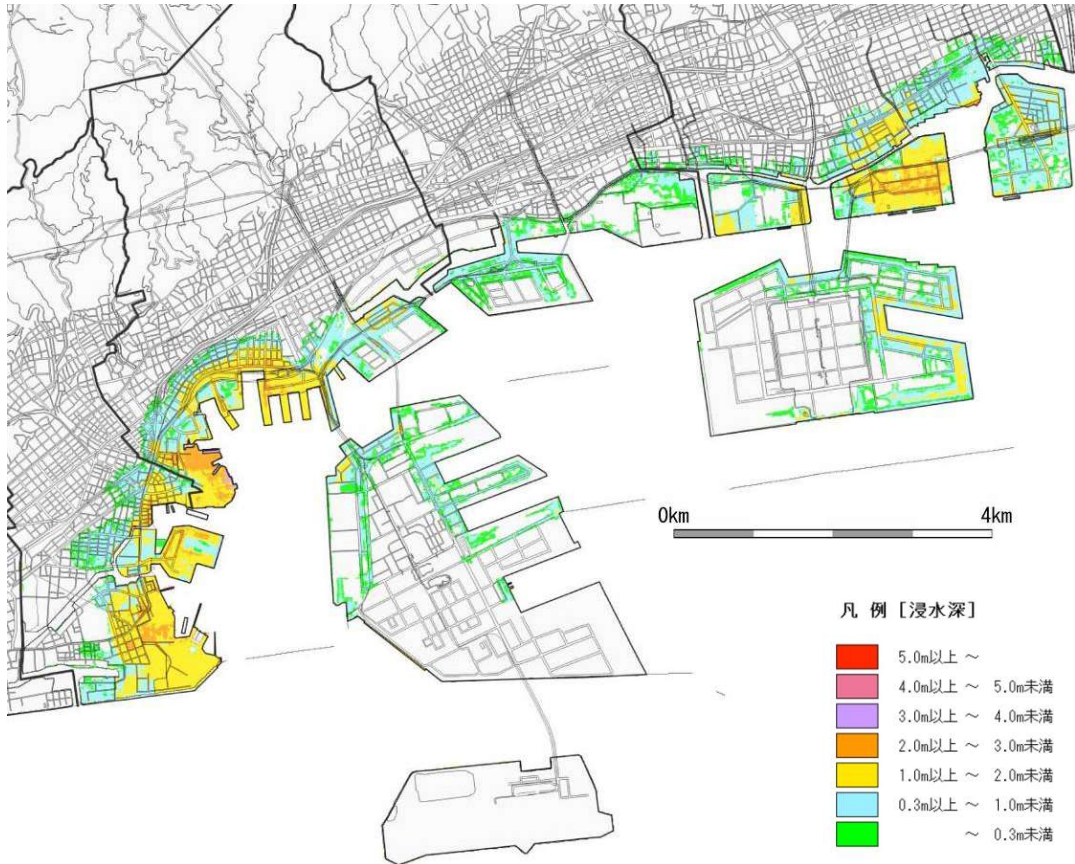 0km 4km
凡 例 [浸水深]
5.0m以上 ～
4.0m以上 ～ 5.0m未満
3.0m以上 ～ 4.0m未満
2.0m以上 ～ 3.0m未満
1.0m以上 ～ 2.0m未満
0.3m以上 ～ 1.0m未満
～ 0.3m未満